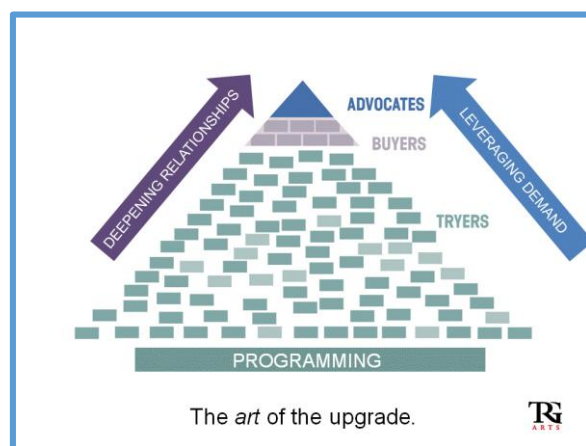 DEEPENING RELATIONSHIPS
ADVOCATES
LEVERAGING DEMAND
BUYERS
TRYERS
PROGRAMMING
The art of the upgrade.
TRG
ARTS